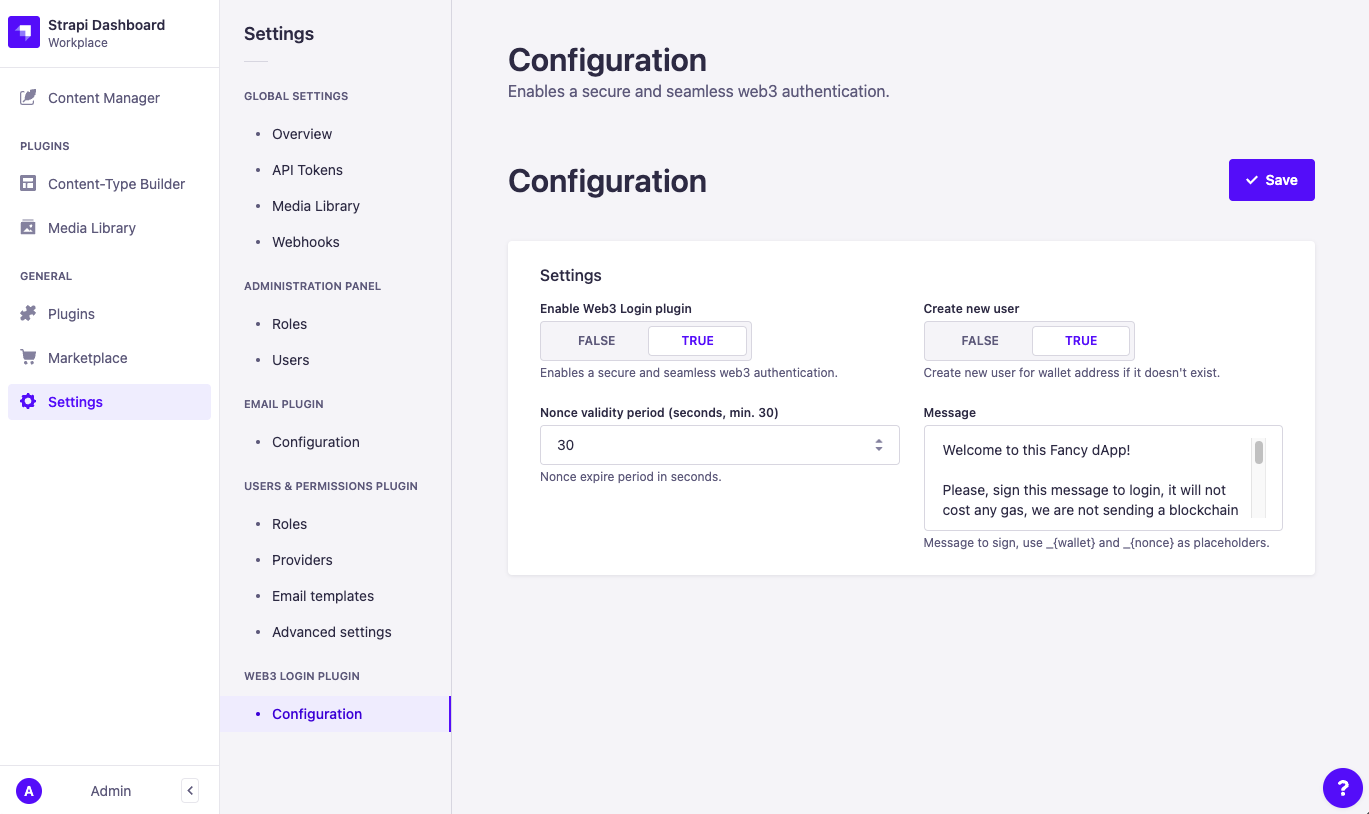 Strapi Dashboard
Workplace
Content Manager
PLUGINS
Content-Type Builder
Media Library
GENERAL
Plugins
Marketplace
Settings
A
Admin
Settings
GLOBAL SETTINGS
Overview
API Tokens
Media Library
Webhooks
ADMINISTRATION PANEL
Roles
Users
EMAIL PLUGIN
Configuration
USERS & PERMISSIONS PLUGIN
Roles
Providers
Email templates
Advanced settings
WEB3 LOGIN PLUGIN
Configuration
Configuration
Enables a secure and seamless web3 authentication.
Configuration
Save
Settings
Enable Web3 Login plugin
FALSE TRUE
Enables a secure and seamless web3 authentication.
Create new user
FALSE TRUE
Create new user for wallet address if it doesn't exist.
Nonce validity period (seconds, min. 30)
30
Nonce expire period in seconds.
Message
Welcome to this Fancy dApp!
Please, sign this message to login, it will not
cost any gas, we are not sending a blockchain
Message to sign, use _{wallet} and _{nonce} as placeholders.
?